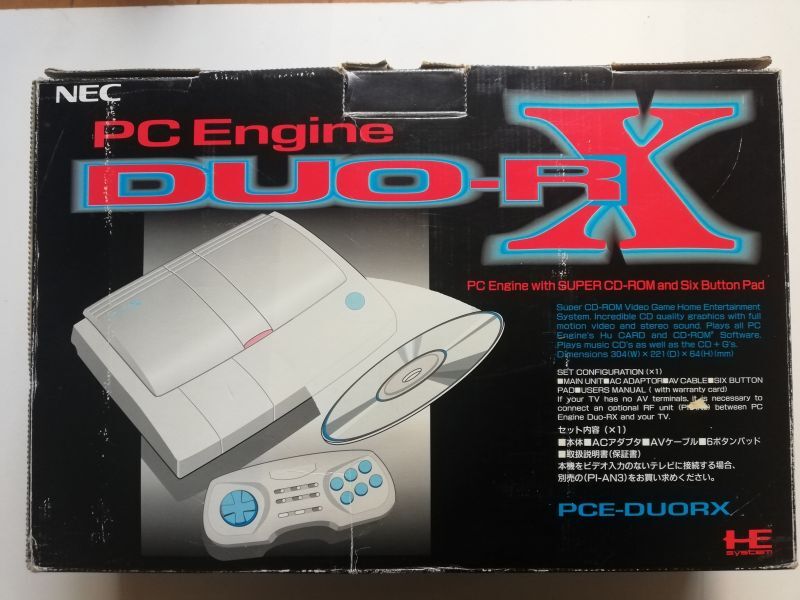 NEC
PC Engine
DUO-RX
PC Engine with SUPER CD-ROM and Six Button Pad
Super CD-ROM Video Game Home Entertainment
System. Incredible CD quality graphics with full
motion video and stereo sound. Plays all PC
Engine's Hu CARD and CD-ROM² Software.
Plays music CD's as well as the CD+G's.
Dimensions 304(W)×221(D)×64(H)(mm)
SET CONFIGURATION (×1)
■MAIN UNIT■AC ADAPTOR■AV CABLE■SIX BUTTON
PAD■USERS MANUAL ( with warranty card)
If your TV has no AV terminals, it is necessary to
connect an optional RF unit (PI-AN3) between PC
Engine Duo-RX and your TV.
セット内容 (×1)
■本体■ACアダプタ■AVケーブル■6ボタンパッド
■取扱説明書(保証書)
本機をビデオ入力のないテレビに接続する場合、
別売の(PI-AN3)をお買い求めください。
PCE-DUORX
HE
system